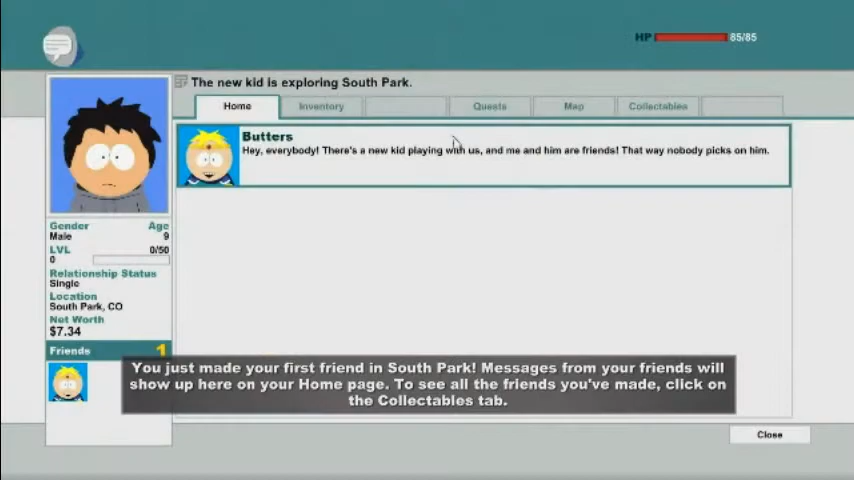 HP 85/85
The new kid is exploring South Park.
Home Inventory Quests Map Collectables
Butters
Hey, everybody! There's a new kid playing with us, and me and him are friends! That way nobody picks on him.
Gender Age
Male 9
LVL 0/50
0
Relationship Status
Single
Location
South Park, CO
Net Worth
$7.34
Friends 1
You just made your first friend in South Park! Messages from your friends will
show up here on your Home page. To see all the friends you've made, click on
the Collectables tab.
Close